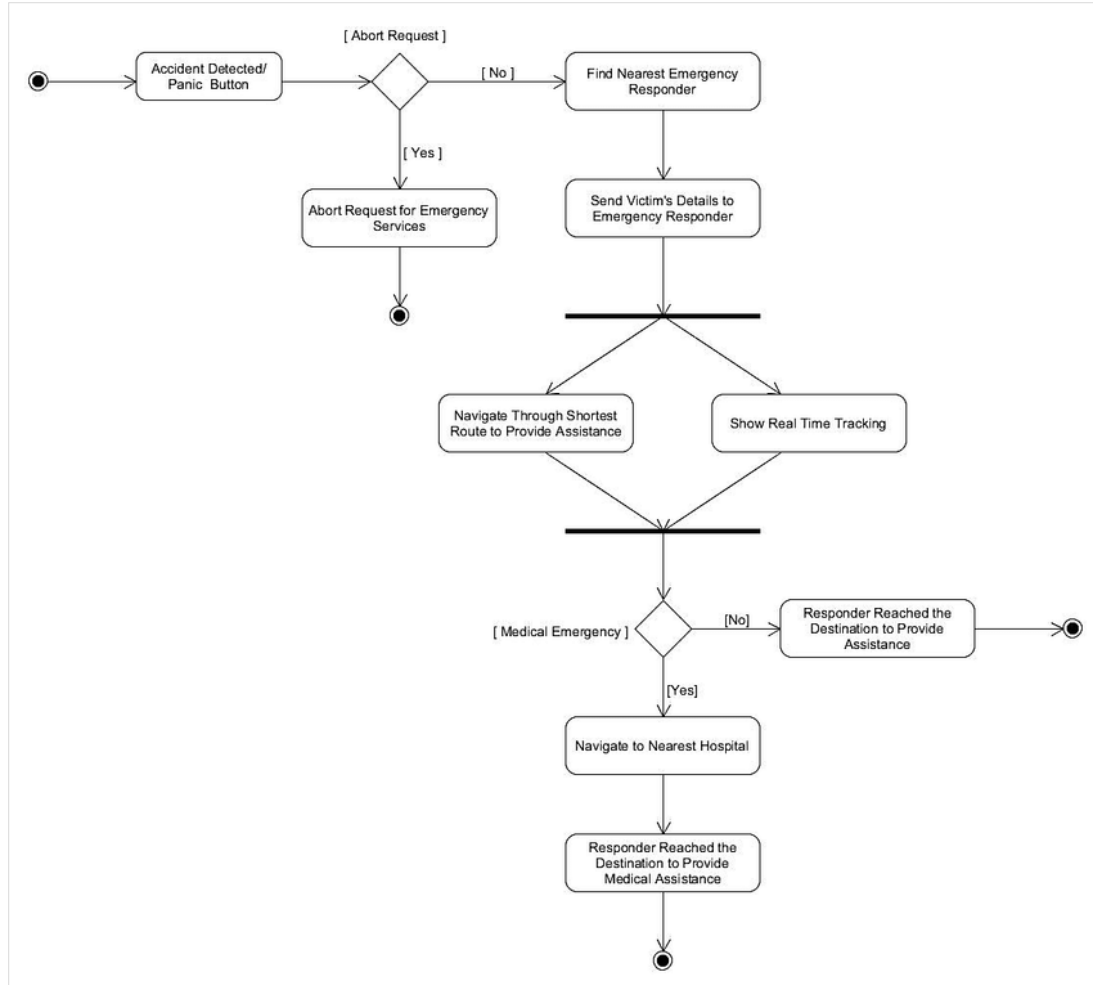 [ Abort Request ]
Accident Detected/
Panic Button
[ No ]
Find Nearest Emergency
Responder
[ Yes ]
Abort Request for Emergency
Services
Send Victim's Details to
Emergency Responder
Navigate Through Shortest
Route to Provide Assistance
Show Real Time Tracking
[ Medical Emergency ]
[No]
Responder Reached the
Destination to Provide
Assistance
[Yes]
Navigate to Nearest Hospital
Responder Reached the
Destination to Provide
Medical Assistance